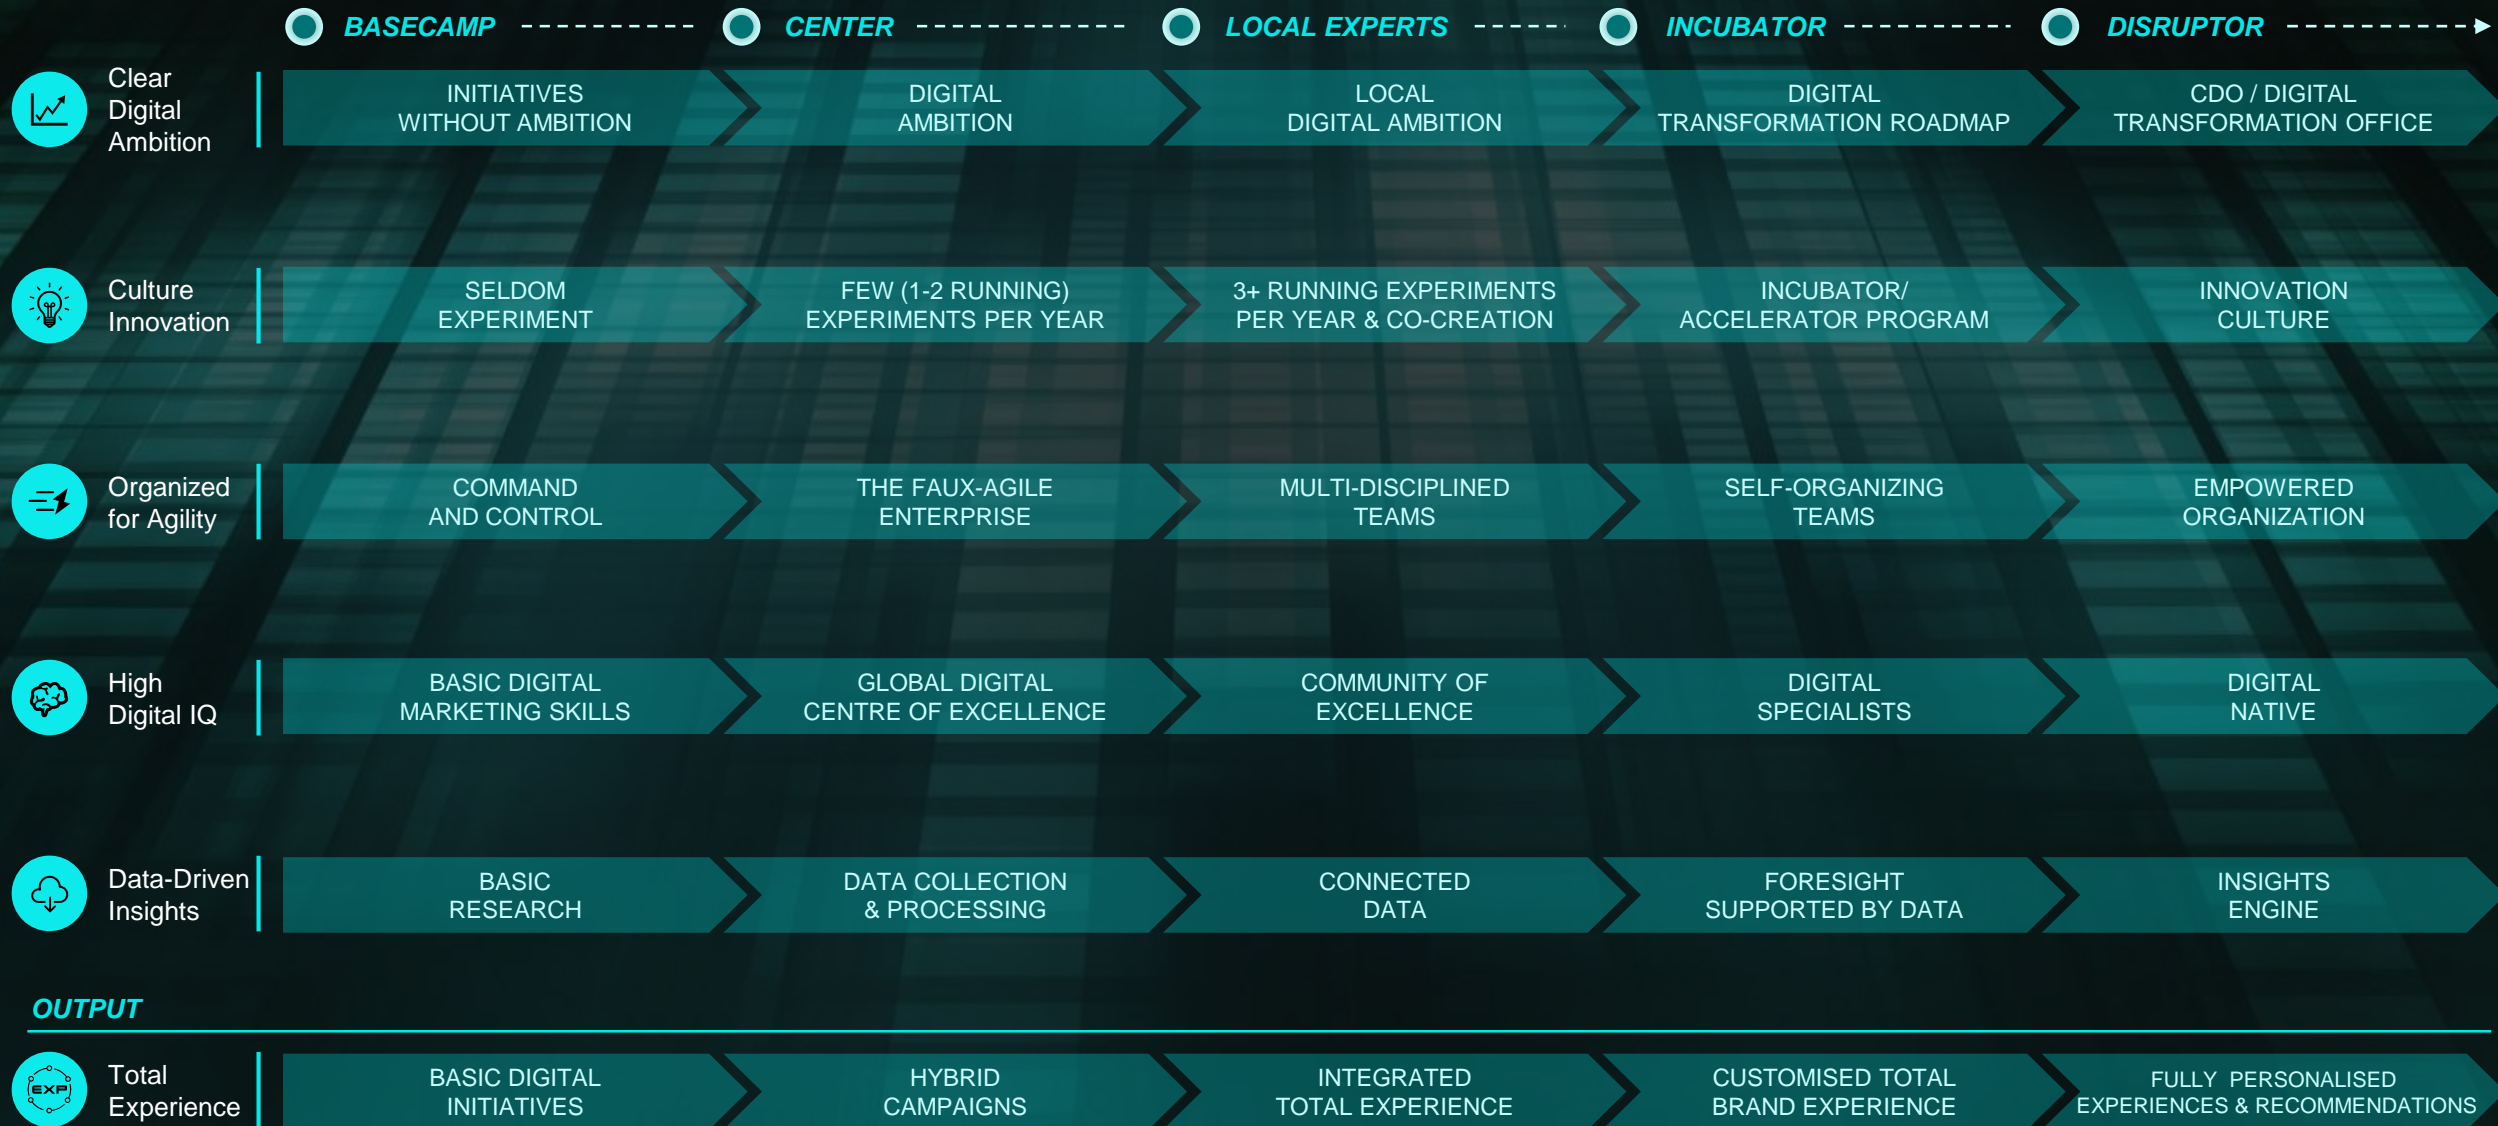 BASECAMP
CENTER
LOCAL EXPERTS
INCUBATOR
DISRUPTOR
Clear
Digital
Ambition
INITIATIVES
WITHOUT AMBITION
DIGITAL
AMBITION
LOCAL
DIGITAL AMBITION
DIGITAL
TRANSFORMATION ROADMAP
CDO / DIGITAL
TRANSFORMATION OFFICE
Culture
Innovation
SELDOM
EXPERIMENT
FEW (1-2 RUNNING)
EXPERIMENTS PER YEAR
3+ RUNNING EXPERIMENTS
PER YEAR & CO-CREATION
INCUBATOR/
ACCELERATOR PROGRAM
INNOVATION
CULTURE
Organized
for Agility
COMMAND
AND CONTROL
THE FAUX-AGILE
ENTERPRISE
MULTI-DISCIPLINED
TEAMS
SELF-ORGANIZING
TEAMS
EMPOWERED
ORGANIZATION
High
Digital IQ
BASIC DIGITAL
MARKETING SKILLS
GLOBAL DIGITAL
CENTRE OF EXCELLENCE
COMMUNITY OF
EXCELLENCE
DIGITAL
SPECIALISTS
DIGITAL
NATIVE
Data-Driven
Insights
BASIC
RESEARCH
DATA COLLECTION
& PROCESSING
CONNECTED
DATA
FORESIGHT
SUPPORTED BY DATA
INSIGHTS
ENGINE
OUTPUT
EXP
Total
Experience
BASIC DIGITAL
INITIATIVES
HYBRID
CAMPAIGNS
INTEGRATED
TOTAL EXPERIENCE
CUSTOMISED TOTAL
BRAND EXPERIENCE
FULLY PERSONALISED
EXPERIENCES & RECOMMENDATIONS